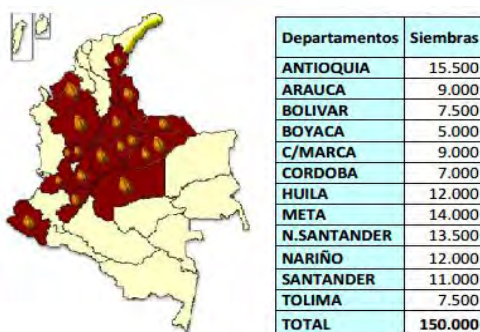 Departamentos Siembras
ANTIOQUIA 15.500
ARAUCA 9.000
BOLIVAR 7.500
BOYACA 5.000
C/MARCA 9.000
CORDOBA 7.000
HUILA 12.000
META 14.000
N.SANTANDER 13.500
NARIÑO 12.000
SANTANDER 11.000
TOLIMA 7.500
TOTAL 150.000